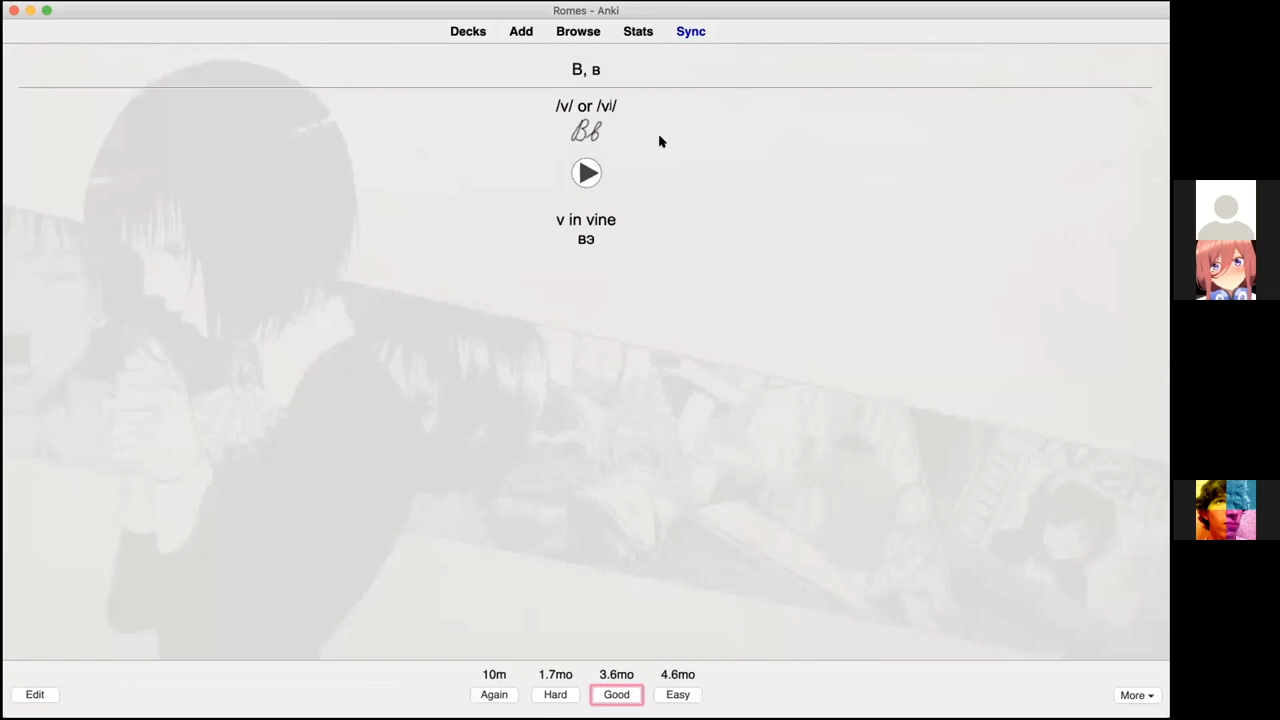 Romes - Anki
Decks Add Browse Stats Sync
В, в
/v/ or /vʲ/
Вв
v in vine
вэ
10m 1.7mo 3.6mo 4.6mo
Edit Again Hard Good Easy More